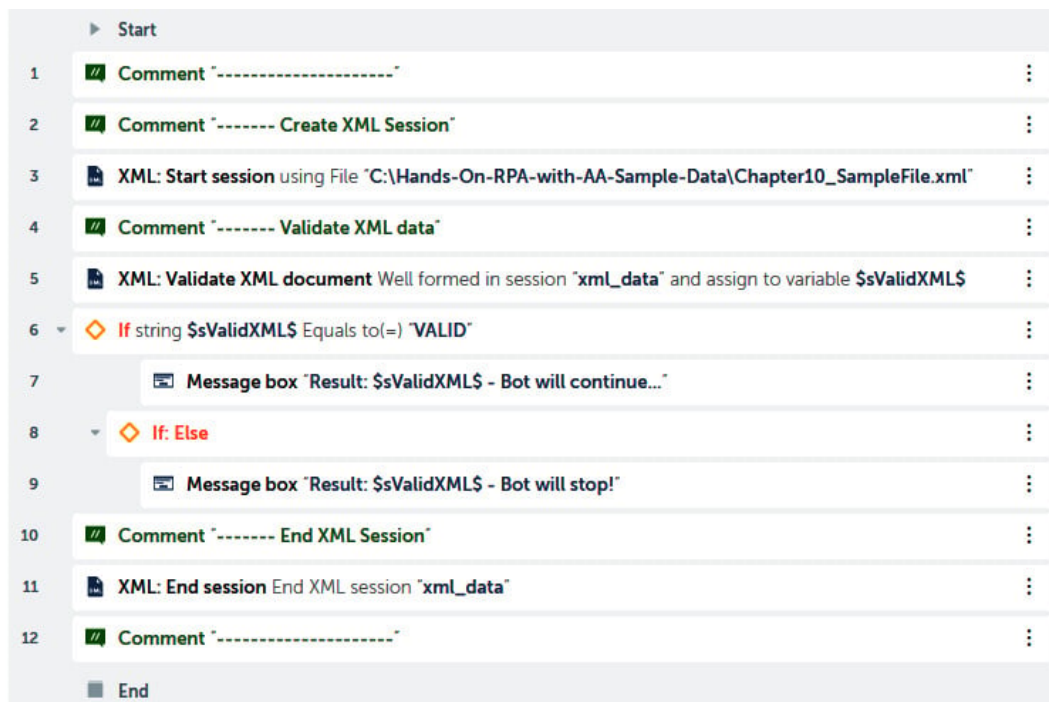 Start
1 Comment "---------------------"
2 Comment "------- Create XML Session"
3 XML: Start session using File "C:\Hands-On-RPA-with-AA-Sample-Data\Chapter10_SampleFile.xml"
4 Comment "------- Validate XML data"
5 XML: Validate XML document Well formed in session "xml_data" and assign to variable $sValidXML$
6 If string $sValidXML$ Equals to(=) "VALID"
7 Message box "Result: $sValidXML$ - Bot will continue..."
8 If: Else
9 Message box "Result: $sValidXML$ - Bot will stop!"
10 Comment "------- End XML Session"
11 XML: End session End XML session "xml_data"
12 Comment "---------------------"
End